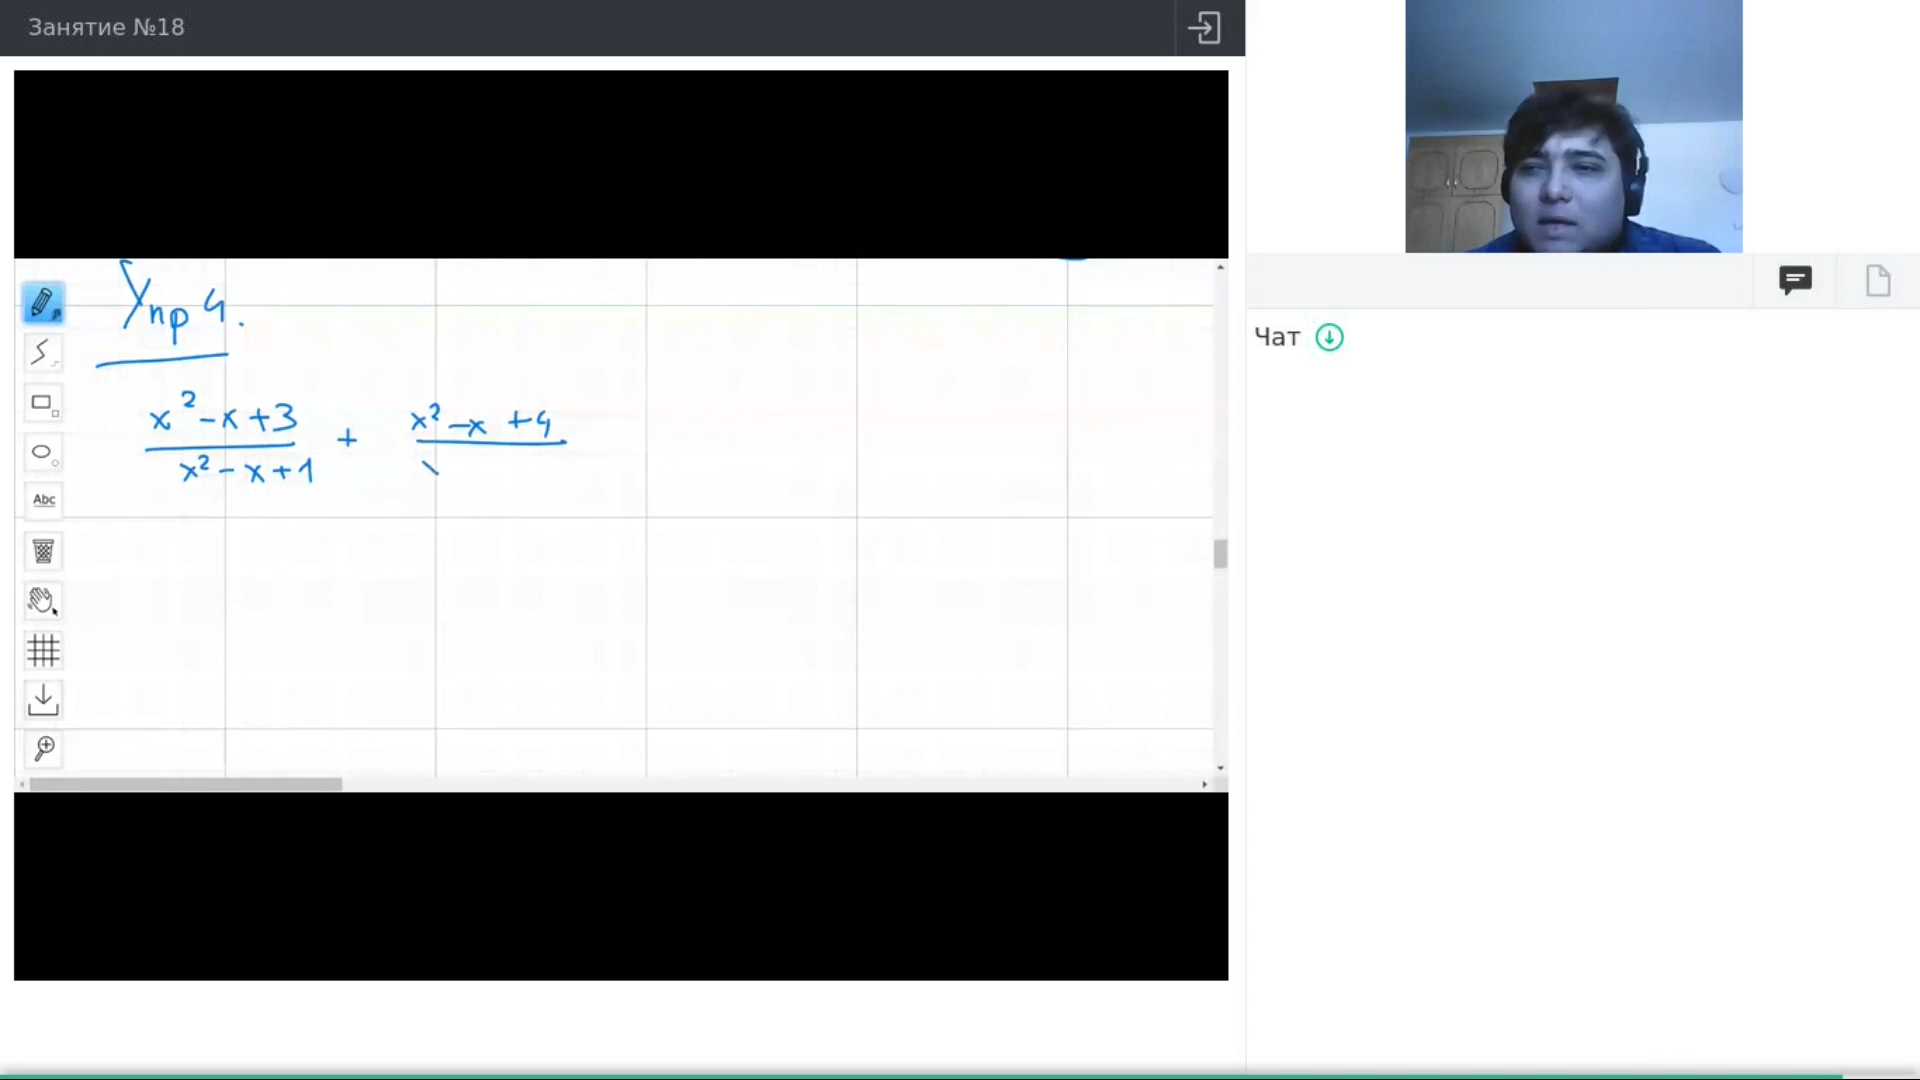 Занятие №18
Упр 4.
x² - x + 3 + x² - x + 4
x² - x + 1
Abc
Чат